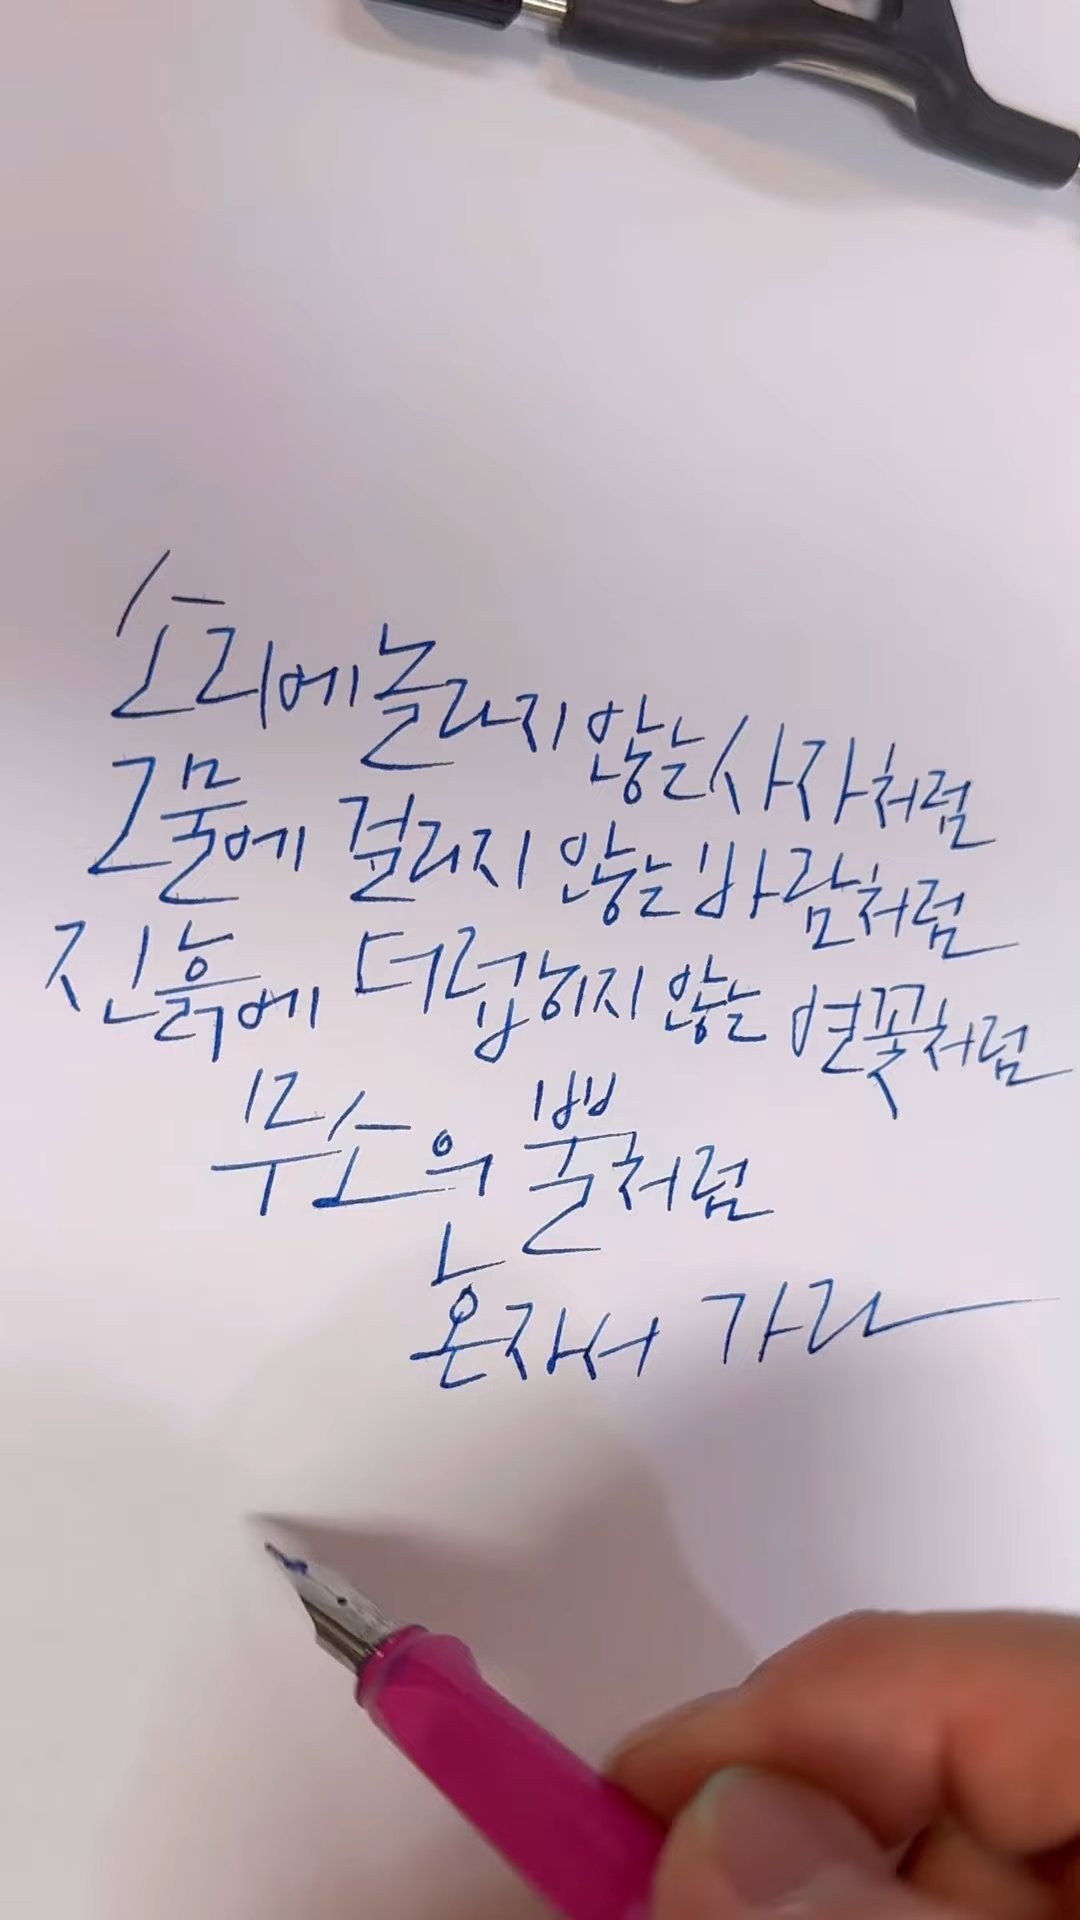 소리에 놀라지 않는 사자처럼
그물에 걸리지 않는 바람처럼
진흙에 더럽히지 않는 연꽃처럼
무소의 뿔처럼
혼자서 가라